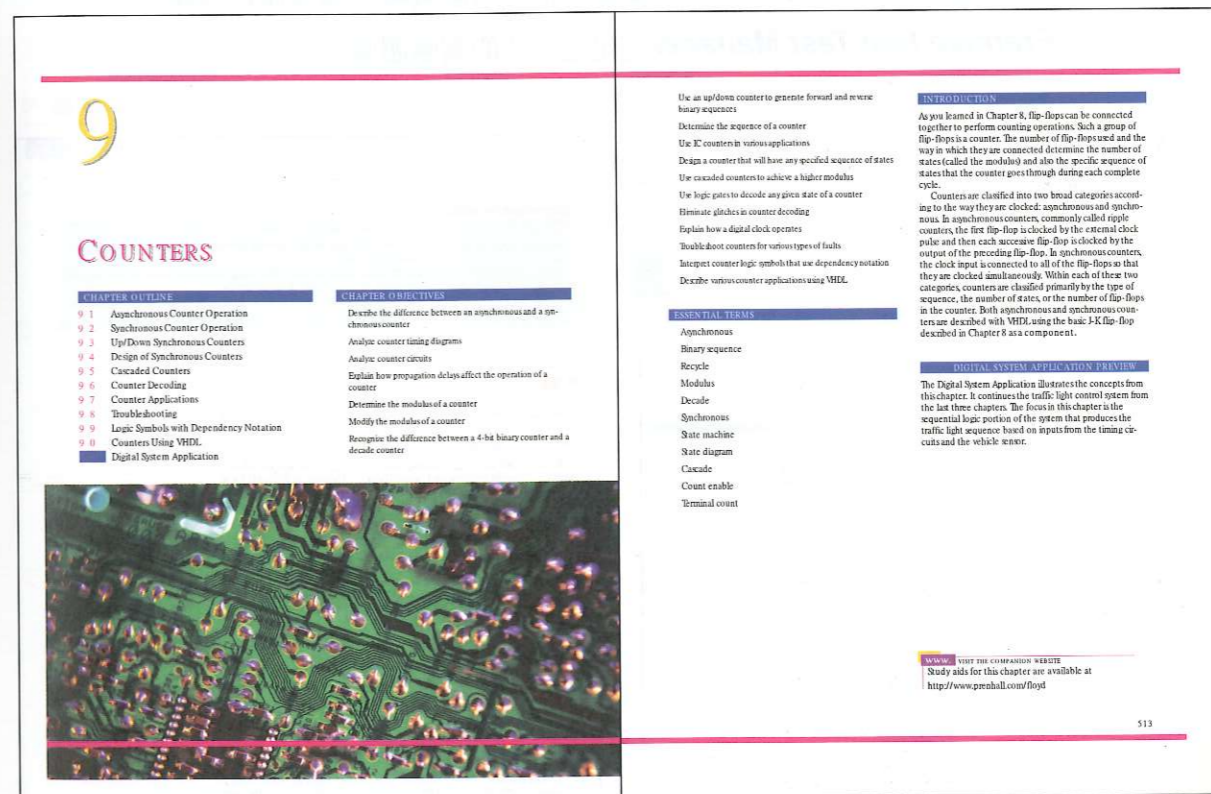 9
COUNTERS
CHAPTER OUTLINE
9 1 Asynchronous Counter Operation
9 2 Synchronous Counter Operation
9 3 Up/Down Synchronous Counters
9 4 Design of Synchronous Counters
9 5 Cascaded Counters
9 6 Counter Decoding
9 7 Counter Applications
9 8 Troubleshooting
9 9 Logic Symbols with Dependency Notation
9 0 Counters Using VHDL
Digital System Application
CHAPTER OBJECTIVES
Describe the difference between an asynchronous and a syn-
chronous counter
Analyze counter timing diagrams
Analyze counter circuits
Explain how propagation delays affect the operation of a
counter
Determine the modulus of a counter
Modify the modulus of a counter
Recognize the difference between a 4-bit binary counter and a
decade counter
Use an up/down counter to generate forward and reverse
binary sequences
Determine the sequence of a counter
Use IC counters in various applications
Design a counter that will have any specified sequence of states
Use cascaded counters to achieve a higher modulus
Use logic gates to decode any given state of a counter
Eliminate glitches in counter decoding
Explain how a digital clock operates
Troubleshoot counters for various types of faults
Interpret counter logic symbols that use dependency notation
Describe various counter applications using VHDL
ESSENTIAL TERMS
Asynchronous
Binary sequence
Recycle
Modulus
Decade
Synchronous
State machine
State diagram
Cascade
Count enable
Terminal count
INTRODUCTION
As you learned in Chapter 8, flip-flops can be connected
together to perform counting operations. Such a group of
flip-flops is a counter. The number of flip-flops used and the
way in which they are connected determine the number of
states (called the modulus) and also the specific sequence of
states that the counter goes through during each complete
cycle.
Counters are classified into two broad categories accord-
ing to the way they are clocked: asynchronous and synchro-
nous. In asynchronous counters, commonly called ripple
counters, the first flip-flop is clocked by the external clock
pulse and then each successive flip-flop is clocked by the
output of the preceding flip-flop. In synchronous counters,
the clock input is connected to all of the flip-flops so that
they are clocked simultaneously. Within each of these two
categories, counters are classified primarily by the type of
sequence, the number of states, or the number of flip-flops
in the counter. Both asynchronous and synchronous coun-
ters are described with VHDL using the basic J-K flip-flop
described in Chapter 8 as a component.
DIGITAL SYSTEM APPLICATION PREVIEW
The Digital System Application illustrates the concepts from
this chapter. It continues the traffic light control system from
the last three chapters. The focus in this chapter is the
sequential logic portion of the system that produces the
traffic light sequence based on inputs from the timing cir-
cuits and the vehicle sensor.
WWW. VISIT THE COMPANION WEBSITE
Study aids for this chapter are available at
http://www.prenhall.com/floyd
513